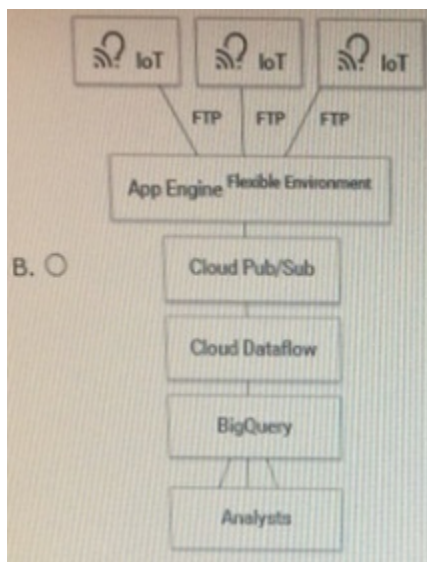 IoT IoT IoT
FTP FTP FTP
App Engine Flexible Environment
B. Cloud Pub/Sub
Cloud Dataflow
BigQuery
Analysts